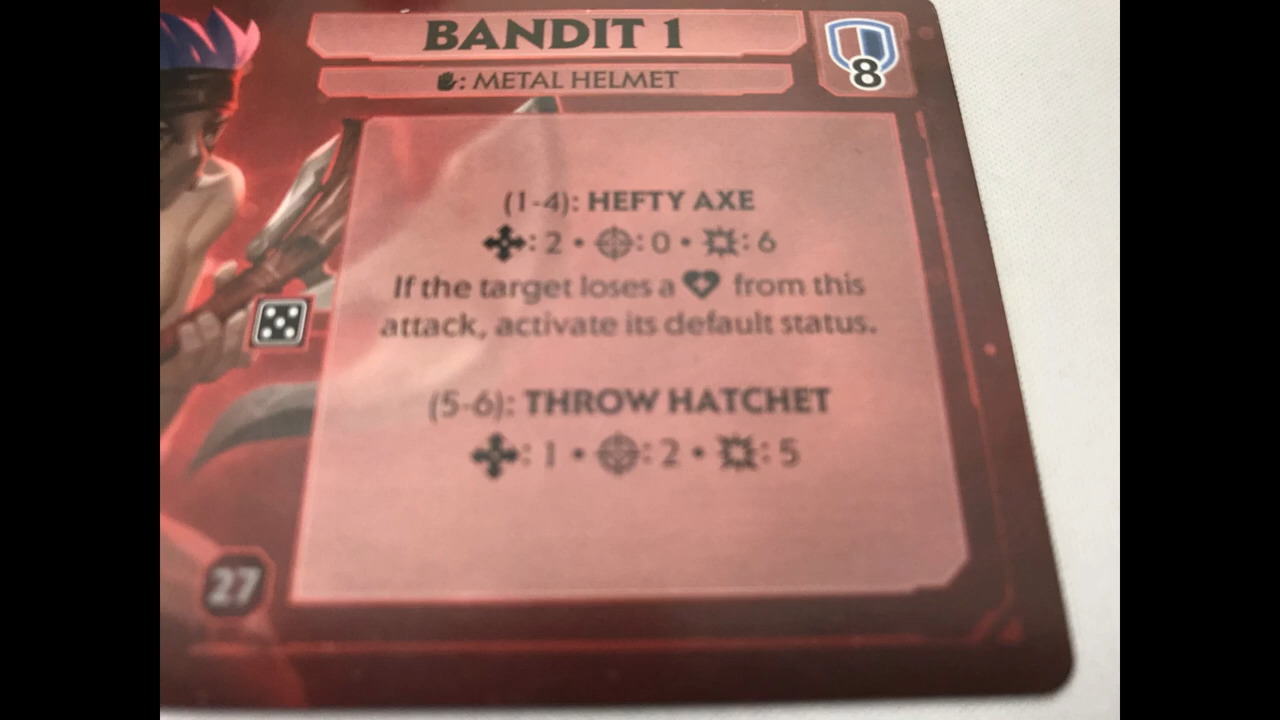 BANDIT 1
8
: METAL HELMET
(1-4): HEFTY AXE
: 2 • : 0 • : 6
If the target loses a from this
attack, activate its default status.
(5-6): THROW HATCHET
: 1 • : 2 • : 5
27